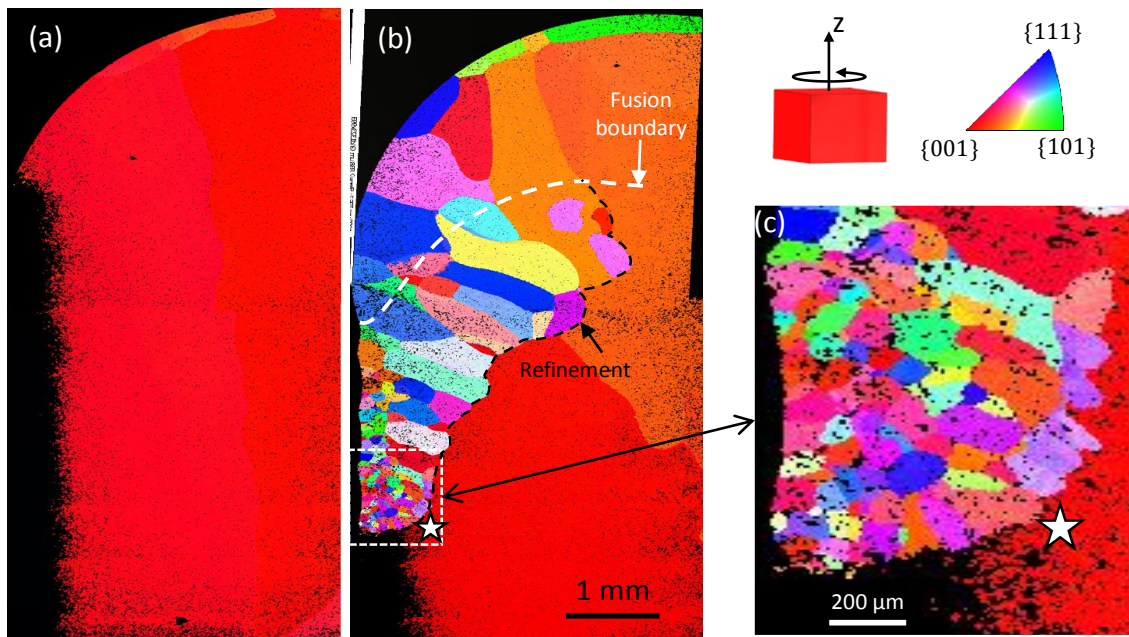 (a)
(b)
Fusion
boundary
Refinement
1 mm
z
{111}
{001}
{101}
(c)
200 µm